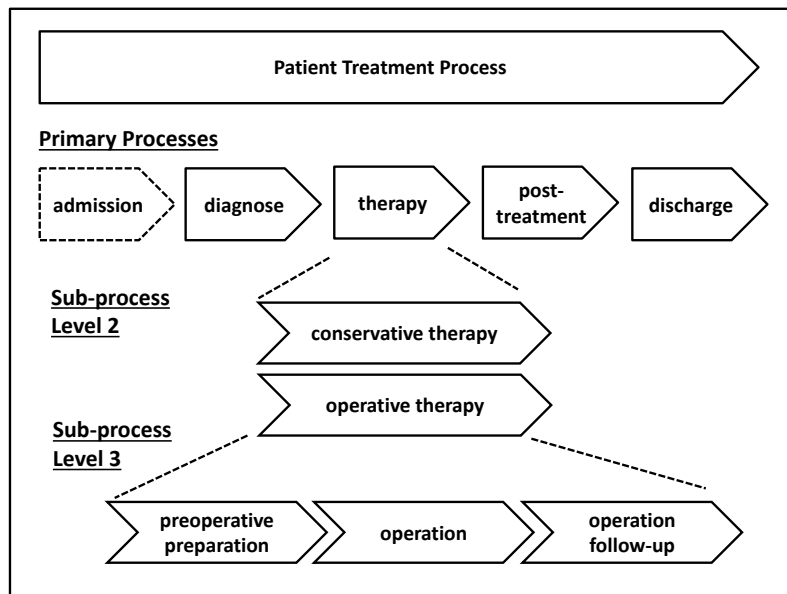 Patient Treatment Process
Primary Processes
admission
diagnose
therapy
post-
treatment
discharge
Sub-process
Level 2
conservative therapy
operative therapy
Sub-process
Level 3
preoperative
preparation
operation
operation
follow-up